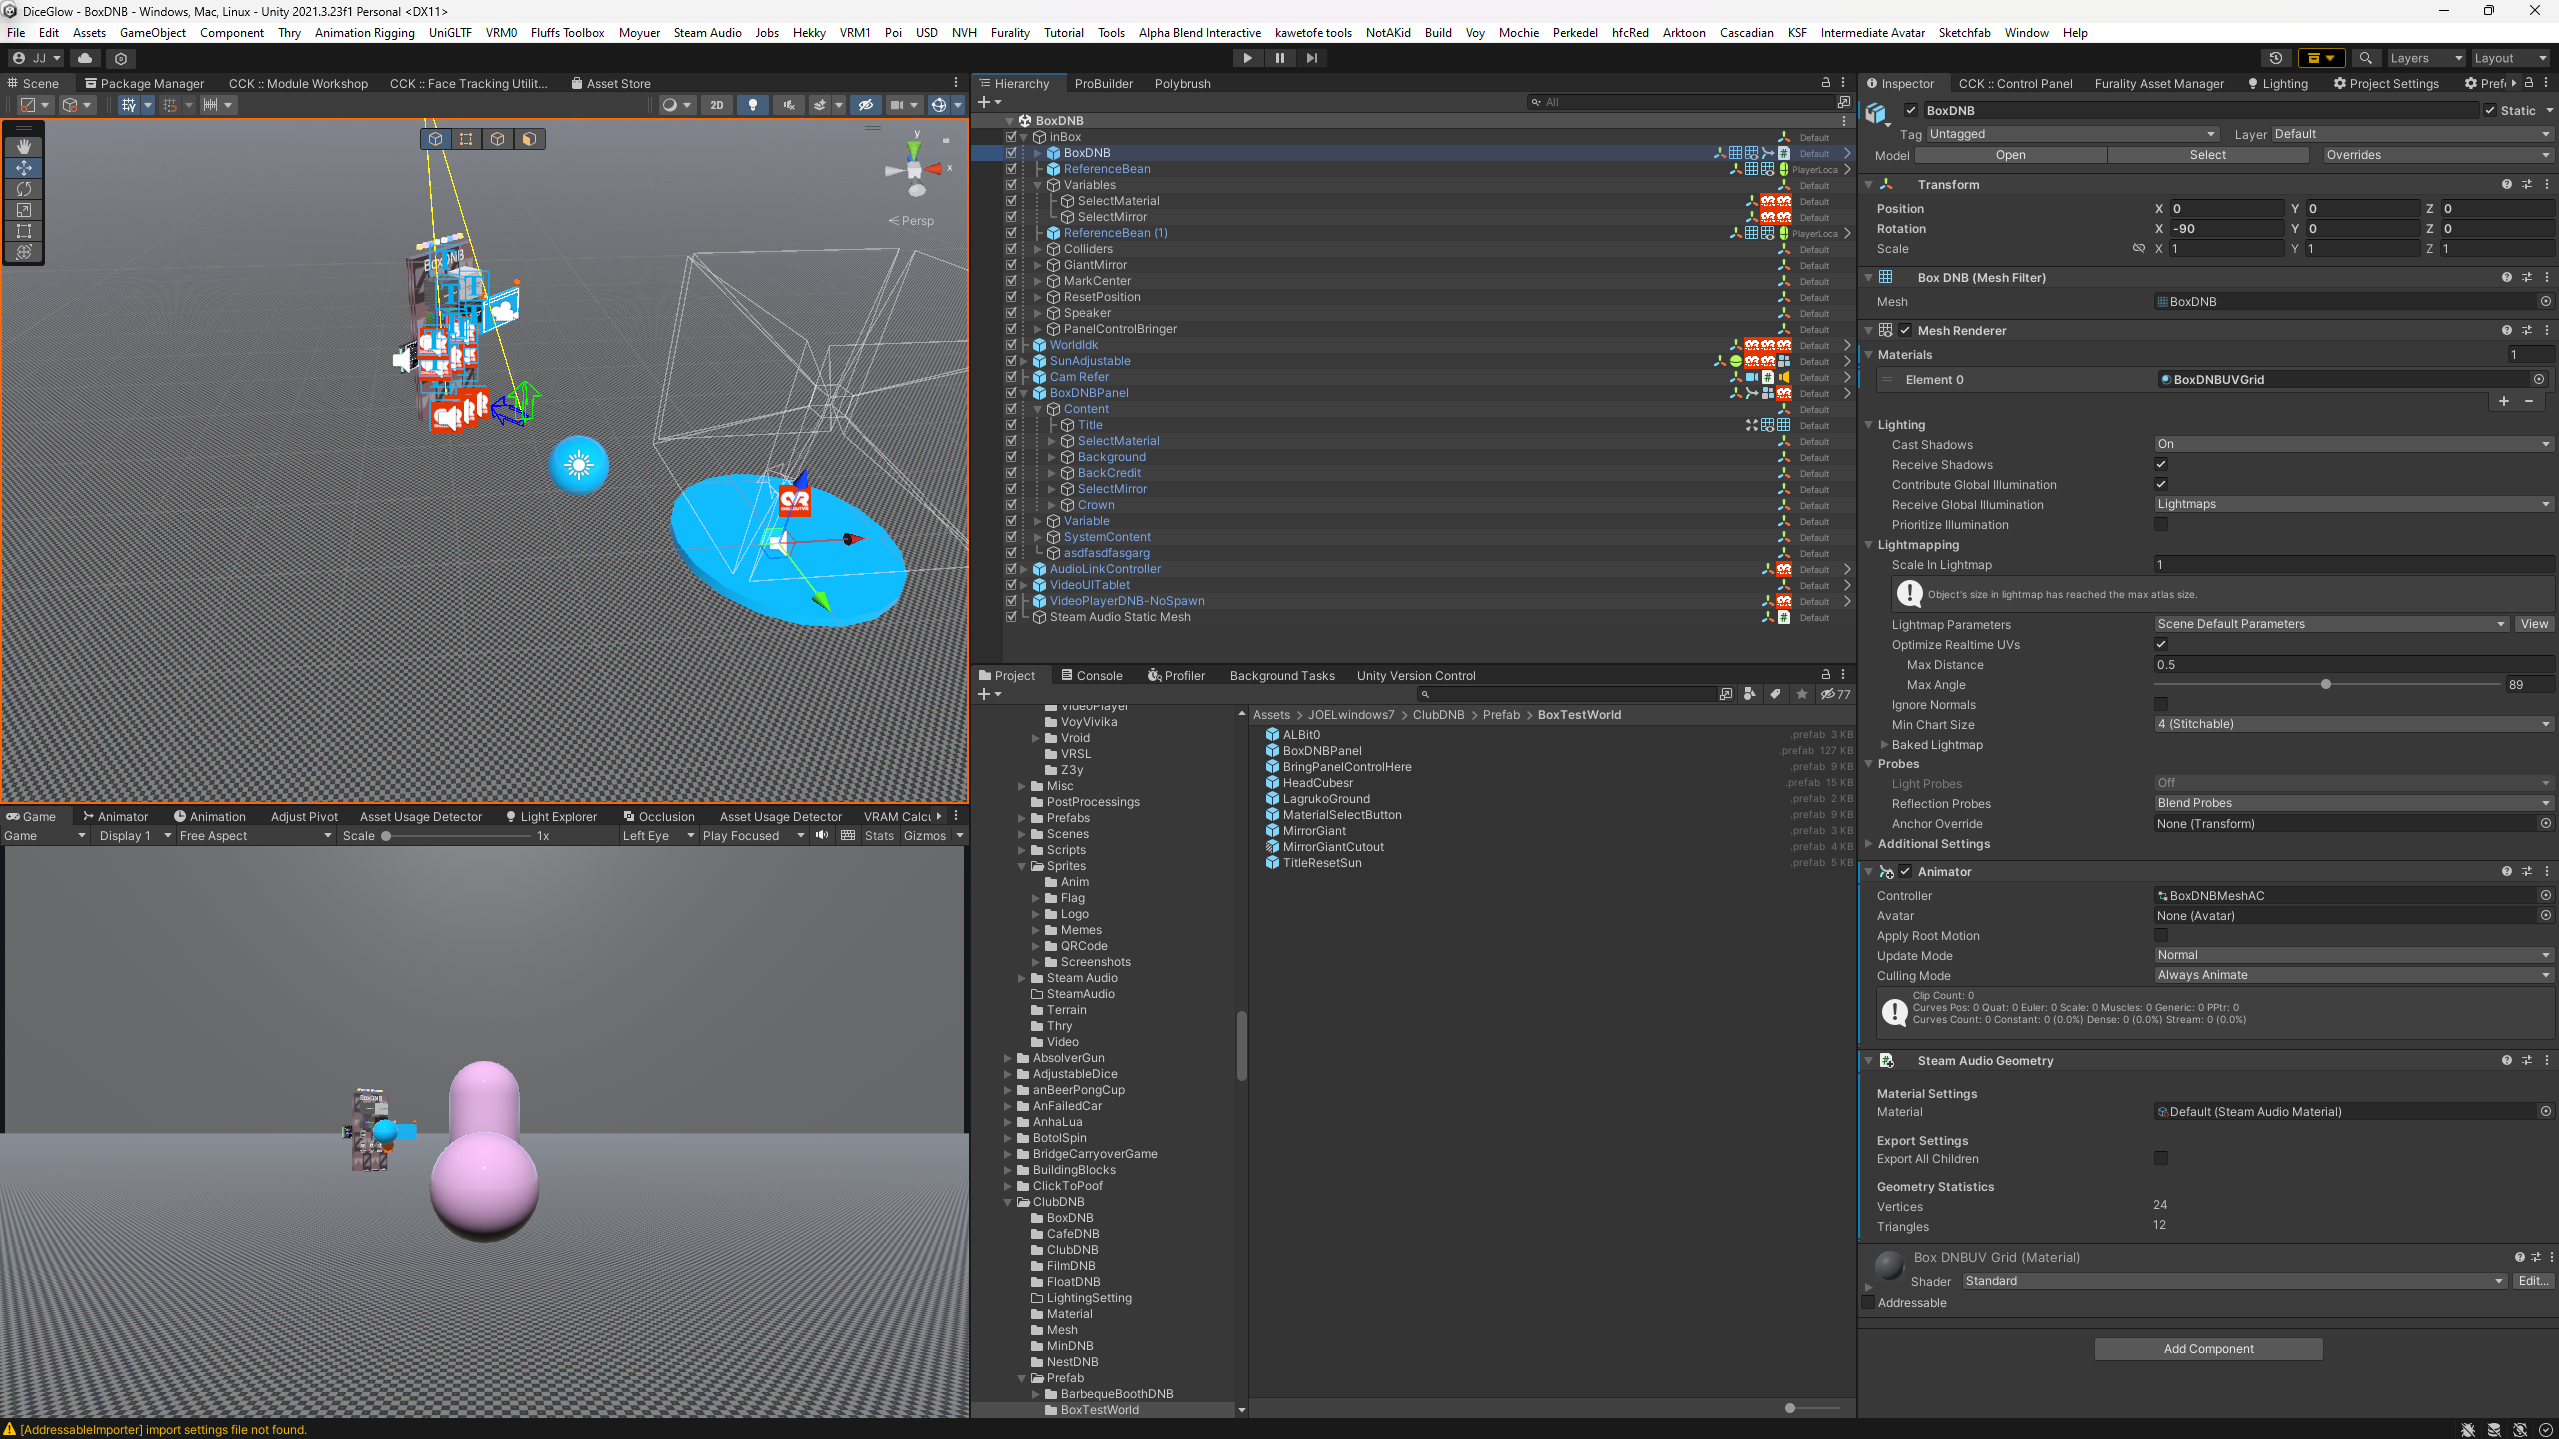 DiceGlow - BoxDNB - Windows, Mac, Linux - Unity 2021.3.23f1 Personal <DX11>
File Edit Assets GameObject Component Thry Animation Rigging UniGLTF VRM0 Fluffs Toolbox Moyuer Steam Audio Jobs Hekky VRM1 Poi USD NVH Furality Tutorial Tools Alpha Blend Interactive kawetofe tools NotAKid Build Voy Mochie Perkedel hfcRed Arktoon Cascadian KSF Intermediate Avatar Sketchfab Window Help
JJ Layers Layout
Scene Package Manager CCK :: Module Workshop CCK :: Face Tracking Utilit... Asset Store
2D
y
x
Persp
BoxDNB
Game Animator Animation Adjust Pivot Asset Usage Detector Light Explorer Occlusion Asset Usage Detector VRAM Calcu
Game Display 1 Free Aspect Scale 1x Left Eye Play Focused Stats Gizmos
BoxDNB
[AddressableImporter] import settings file not found.
Hierarchy ProBuilder Polybrush
All
BoxDNB
inBox Default
BoxDNB Default
ReferenceBean PlayerLoca
Variables Default
SelectMaterial Default
SelectMirror Default
ReferenceBean (1) PlayerLoca
Colliders Default
GiantMirror Default
MarkCenter Default
ResetPosition Default
Speaker Default
PanelControlBringer Default
WorldIdk Default
SunAdjustable Default
Cam Refer Default
BoxDNBPanel Default
Content Default
Title Default
SelectMaterial Default
Background Default
BackCredit Default
SelectMirror Default
Crown Default
Variable Default
SystemContent Default
asdfasdfasgarg Default
AudioLinkController Default
VideoUITablet Default
VideoPlayerDNB-NoSpawn Default
Steam Audio Static Mesh Default
Project Console Profiler Background Tasks Unity Version Control
77
VideoPlayer
VoyVivika
Vroid
VRSL
Z3y
Misc
PostProcessings
Prefabs
Scenes
Scripts
Sprites
Anim
Flag
Logo
Memes
QRCode
Screenshots
Steam Audio
SteamAudio
Terrain
Thry
Video
AbsolverGun
AdjustableDice
anBeerPongCup
AnFailedCar
AnhaLua
BotolSpin
BridgeCarryoverGame
BuildingBlocks
ClickToPoof
ClubDNB
BoxDNB
CafeDNB
ClubDNB
FilmDNB
FloatDNB
LightingSetting
Material
Mesh
MinDNB
NestDNB
Prefab
BarbequeBoothDNB
BoxTestWorld
Assets > JOELwindows7 > ClubDNB > Prefab > BoxTestWorld
ALBit0 .prefab 3 KB
BoxDNBPanel .prefab 127 KB
BringPanelControlHere .prefab 9 KB
HeadCubesr .prefab 15 KB
LagrukoGround .prefab 2 KB
MaterialSelectButton .prefab 9 KB
MirrorGiant .prefab 3 KB
MirrorGiantCutout .prefab 4 KB
TitleResetSun .prefab 5 KB
Inspector CCK :: Control Panel Furality Asset Manager Lighting Project Settings Prefe
BoxDNB Static
Tag Untagged Layer Default
Model Open Select Overrides
Transform
Position X 0 Y 0 Z 0
Rotation X -90 Y 0 Z 0
Scale X 1 Y 1 Z 1
Box DNB (Mesh Filter)
Mesh BoxDNB
Mesh Renderer
Materials 1
Element 0 BoxDNBUVGrid
+ −
Lighting
Cast Shadows On
Receive Shadows
Contribute Global Illumination
Receive Global Illumination Lightmaps
Prioritize Illumination
Lightmapping
Scale In Lightmap 1
Object's size in lightmap has reached the max atlas size.
Lightmap Parameters Scene Default Parameters View
Optimize Realtime UVs
Max Distance 0.5
Max Angle 89
Ignore Normals
Min Chart Size 4 (Stitchable)
Baked Lightmap
Probes
Light Probes Off
Reflection Probes Blend Probes
Anchor Override None (Transform)
Additional Settings
Animator
Controller BoxDNBMeshAC
Avatar None (Avatar)
Apply Root Motion
Update Mode Normal
Culling Mode Always Animate
Clip Count: 0
Curves Pos: 0 Quat: 0 Euler: 0 Scale: 0 Muscles: 0 Generic: 0 PPtr: 0
Curves Count: 0 Constant: 0 (0.0%) Dense: 0 (0.0%) Stream: 0 (0.0%)
Steam Audio Geometry
Material Settings
Material Default (Steam Audio Material)
Export Settings
Export All Children
Geometry Statistics
Vertices 24
Triangles 12
Box DNBUV Grid (Material)
Shader Standard Edit...
Addressable
Add Component